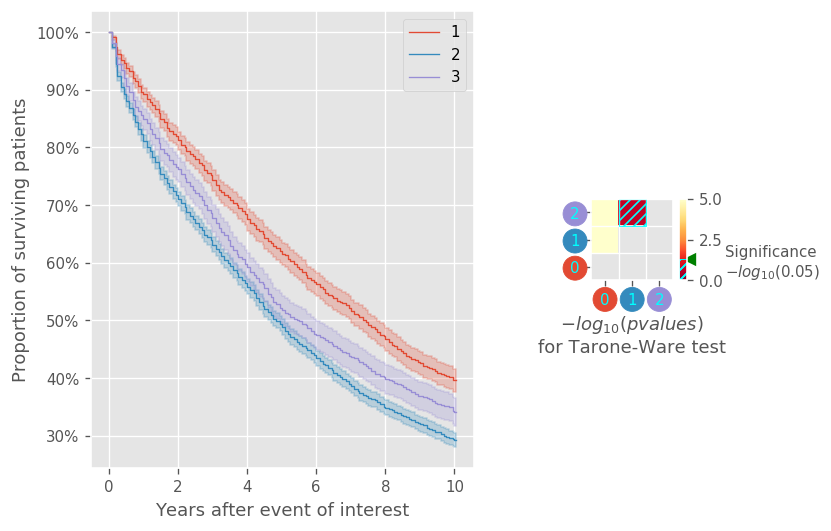 100%
90%
80%
70%
60%
50%
40%
30%
Proportion of surviving patients
0 2 4 6 8 10
Years after event of interest
1
2
3
2
1
0
0 1 2
5.0
2.5
0.0
Significance
−log₁₀(0.05)
−log₁₀(pvalues)
for Tarone-Ware test